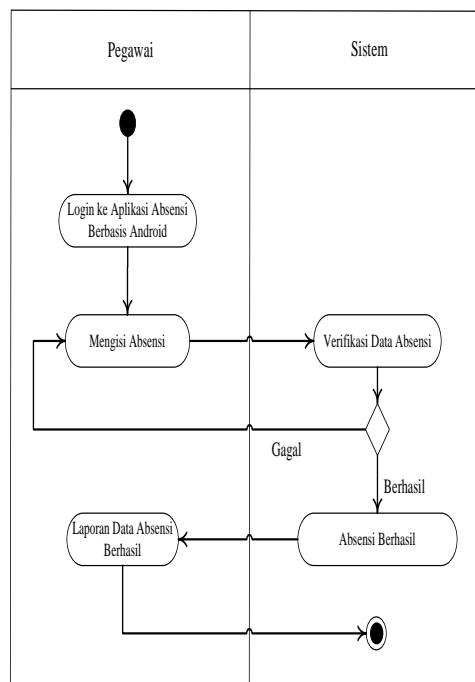 Pegawai
Sistem
Login ke Aplikasi Absensi
Berbasis Android
Mengisi Absensi
Verifikasi Data Absensi
Gagal
Berhasil
Laporan Data Absensi
Berhasil
Absensi Berhasil